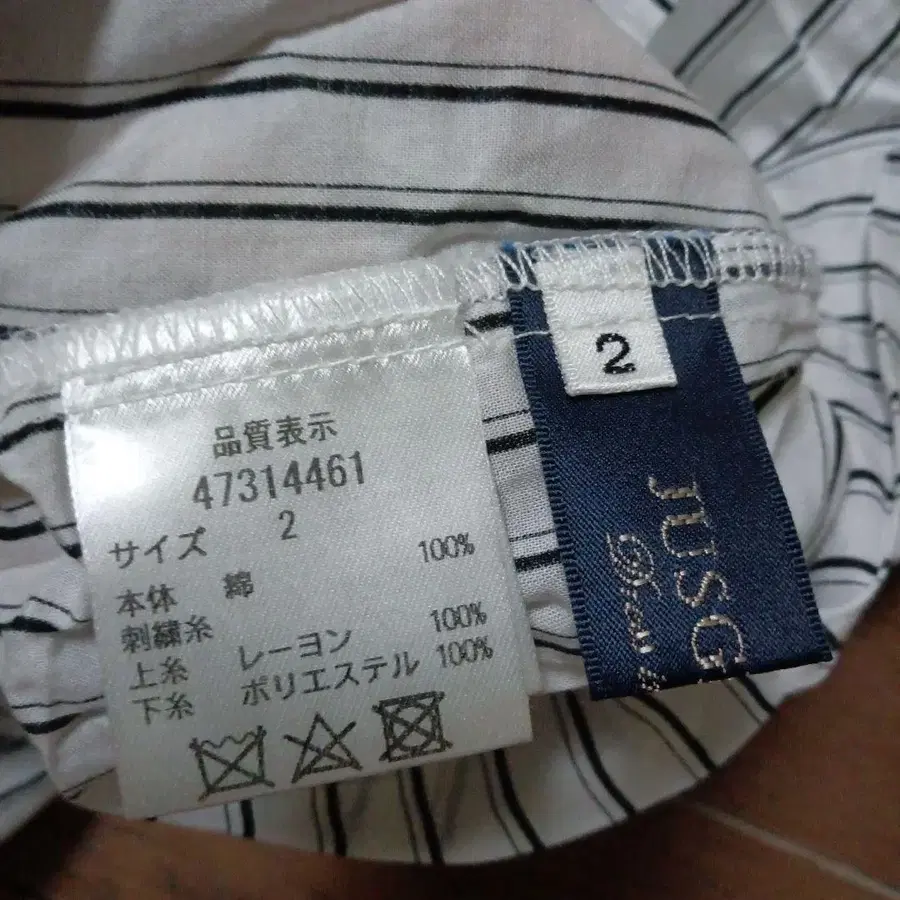 品質表示
47314461
サイズ 2
本体 綿 100%
刺繍糸
上糸 レーヨン 100%
下糸 ポリエステル 100%
2
JUSG